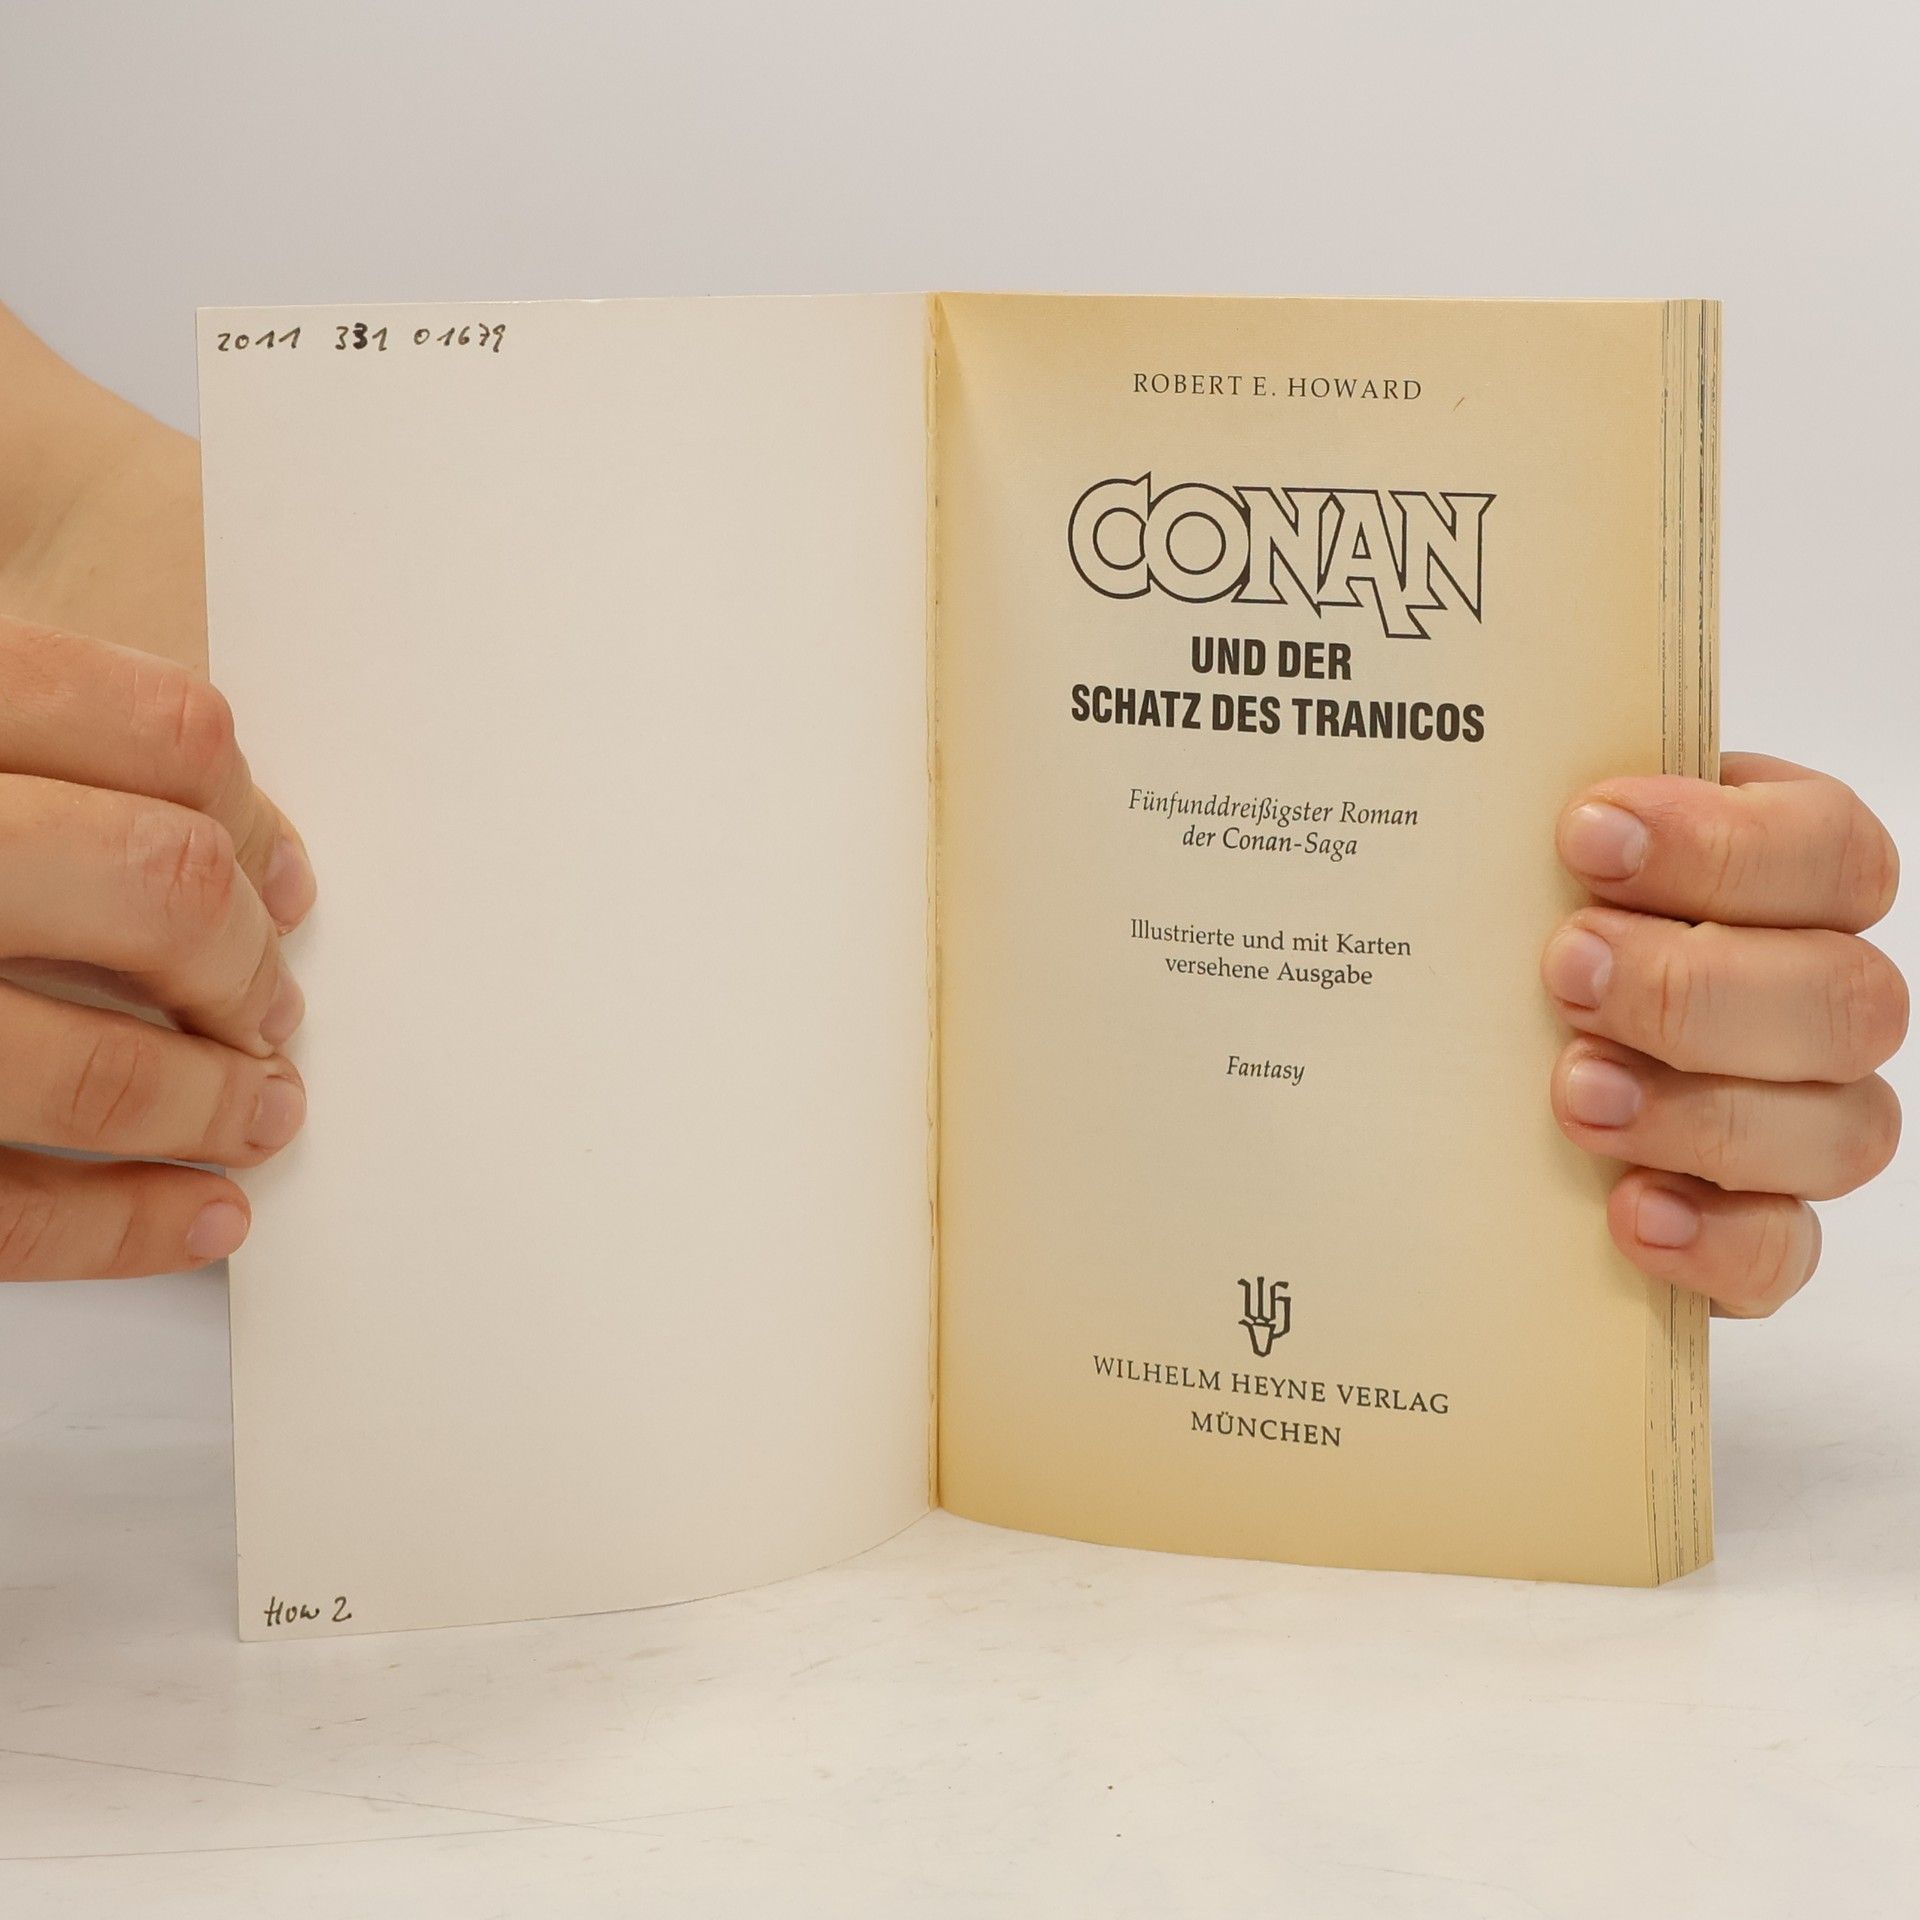 2011 331 01679
How 2
ROBERT E. HOWARD
CONAN
UND DER
SCHATZ DES TRANICOS
Fünfunddreißigster Roman
der Conan-Saga
Illustrierte und mit Karten
versehene Ausgabe
Fantasy
WILHELM HEYNE VERLAG
MÜNCHEN